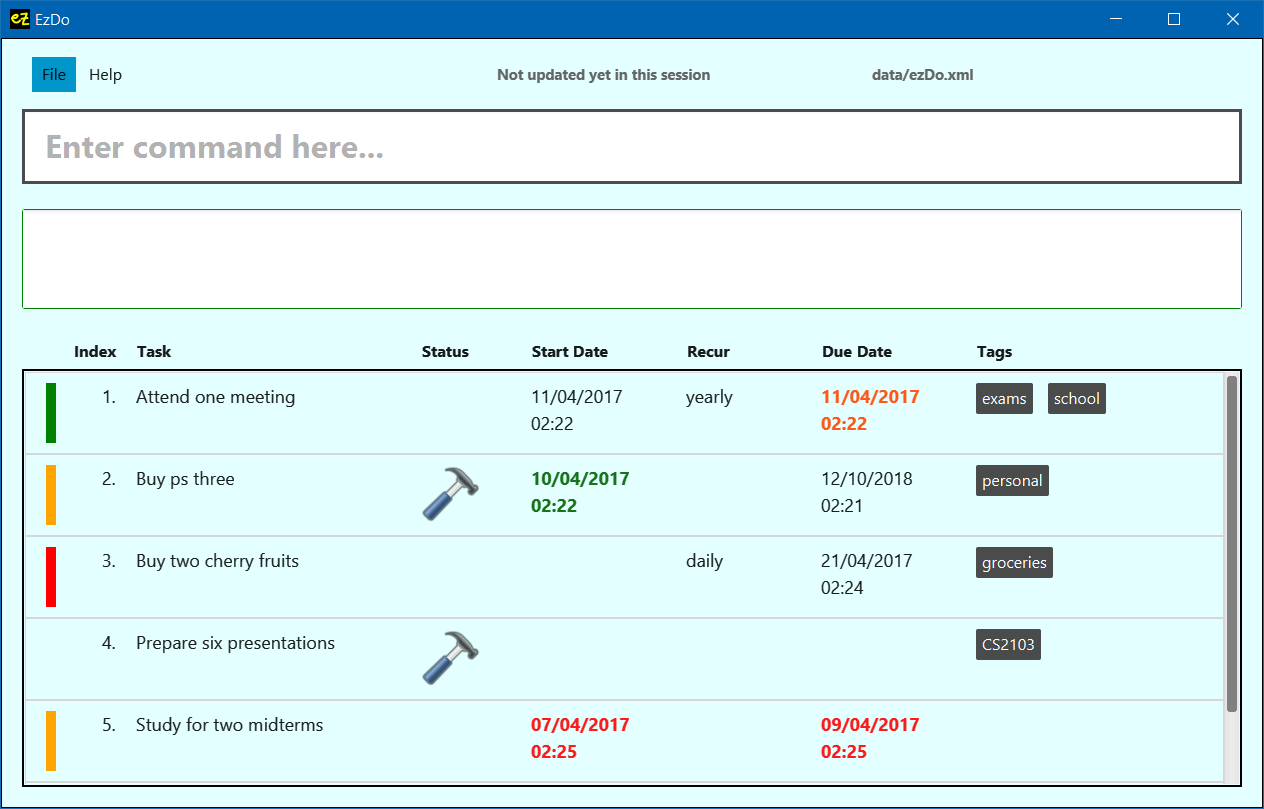 eZ EzDo
File Help Not updated yet in this session data/ezDo.xml
Enter command here...
Index Task Status Start Date Recur Due Date Tags
1. Attend one meeting 11/04/2017 yearly 11/04/2017 exams school
02:22 02:22
2. Buy ps three 10/04/2017 12/10/2018 personal
02:22 02:21
3. Buy two cherry fruits daily 21/04/2017 groceries
02:24
4. Prepare six presentations CS2103
5. Study for two midterms 07/04/2017 09/04/2017
02:25 02:25